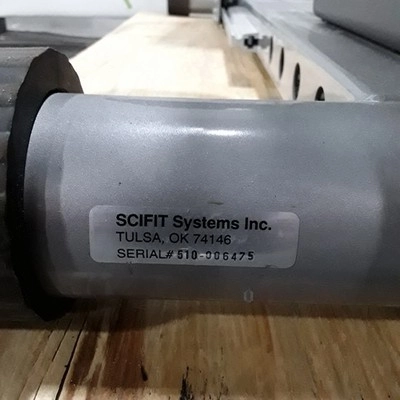 SCIFIT Systems Inc.
TULSA, OK 74146
SERIAL# 510-006475